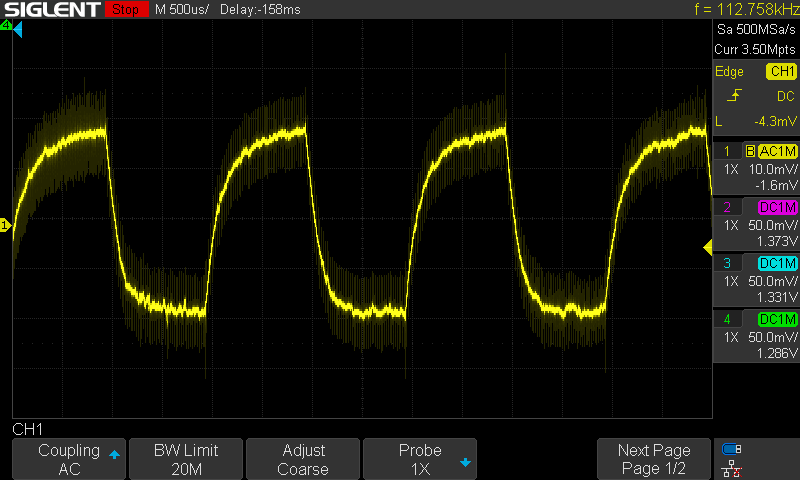 SIGLENT Stop M 500us/ Delay:-158ms f = 112.758kHz
Sa 500MSa/s
Curr 3.50Mpts
Edge CH1
DC
L -4.3mV
1 B AC1M
1X 10.0mV/
-1.6mV
2 DC1M
1X 50.0mV/
1.373V
3 DC1M
1X 50.0mV/
1.331V
4 DC1M
1X 50.0mV/
1.286V
4
1
CH1
Coupling
AC
BW Limit
20M
Adjust
Coarse
Probe
1X
Next Page
Page 1/2